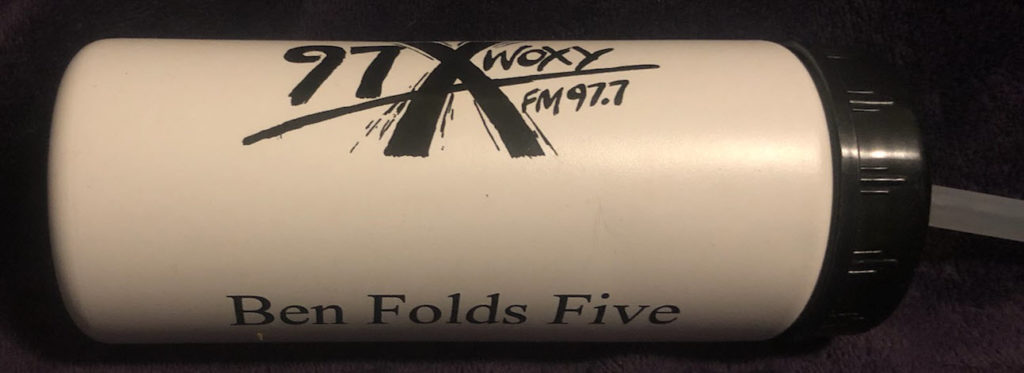 97X WOXY
FM 97.7
Ben Folds Five